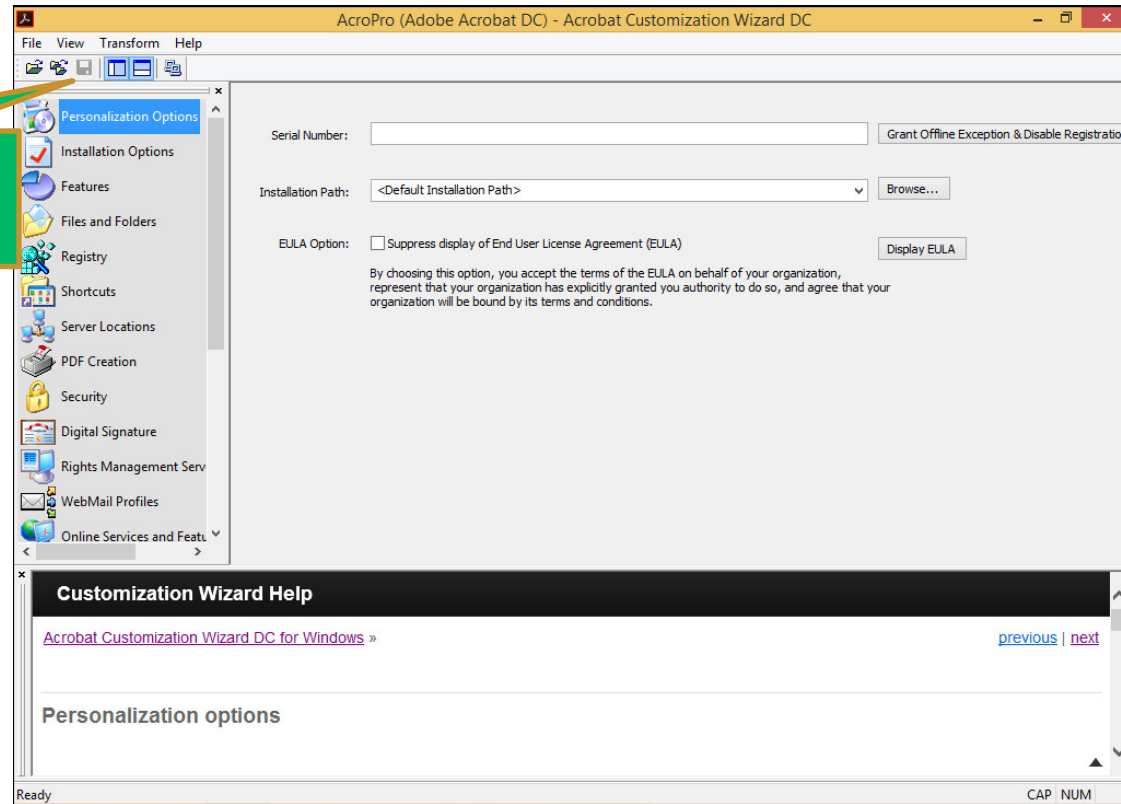 AcroPro (Adobe Acrobat DC) - Acrobat Customization Wizard DC
File View Transform Help
Personalization Options
Installation Options
Features
Files and Folders
Registry
Shortcuts
Server Locations
PDF Creation
Security
Digital Signature
Rights Management Serv
WebMail Profiles
Online Services and Featu
Serial Number:
Grant Offline Exception & Disable Registratio
Installation Path: <Default Installation Path> Browse...
EULA Option: Suppress display of End User License Agreement (EULA) Display EULA
By choosing this option, you accept the terms of the EULA on behalf of your organization,
represent that your organization has explicitly granted you authority to do so, and agree that your
organization will be bound by its terms and conditions.
Customization Wizard Help
Acrobat Customization Wizard DC for Windows »
previous | next
Personalization options
Ready
CAP NUM